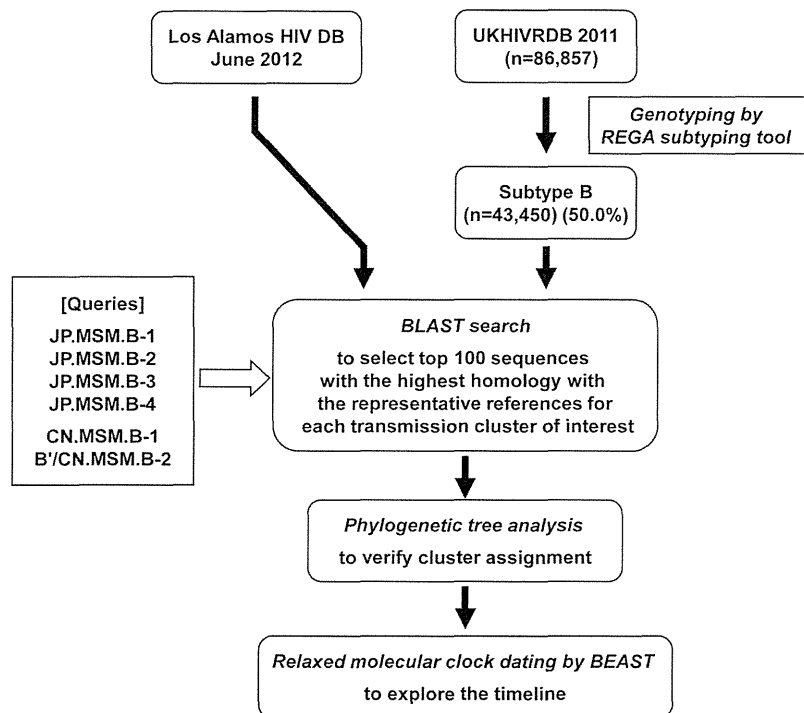 Los Alamos HIV DB
June 2012
UKHIVRDB 2011
(n=86,857)
Genotyping by
REGA subtyping tool
Subtype B
(n=43,450) (50.0%)
[Queries]
JP.MSM.B-1
JP.MSM.B-2
JP.MSM.B-3
JP.MSM.B-4
CN.MSM.B-1
B'/CN.MSM.B-2
BLAST search
to select top 100 sequences
with the highest homology with
the representative references for
each transmission cluster of interest
Phylogenetic tree analysis
to verify cluster assignment
Relaxed molecular clock dating by BEAST
to explore the timeline